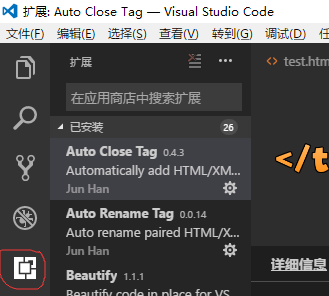 扩展: Auto Close Tag — Visual Studio Code
文件(F) 编辑(E) 选择(S) 查看(V) 转到(G) 调试(D) 任
扩展
test.htm
在应用商店中搜索扩展
已安装 26
Auto Close Tag 0.4.3
Automatically add HTML/XM...
Jun Han
</t
Auto Rename Tag 0.0.14
Auto rename paired HTML/X...
Jun Han
详细信息
Beautify 1.1.1
Beautify code in place for VS